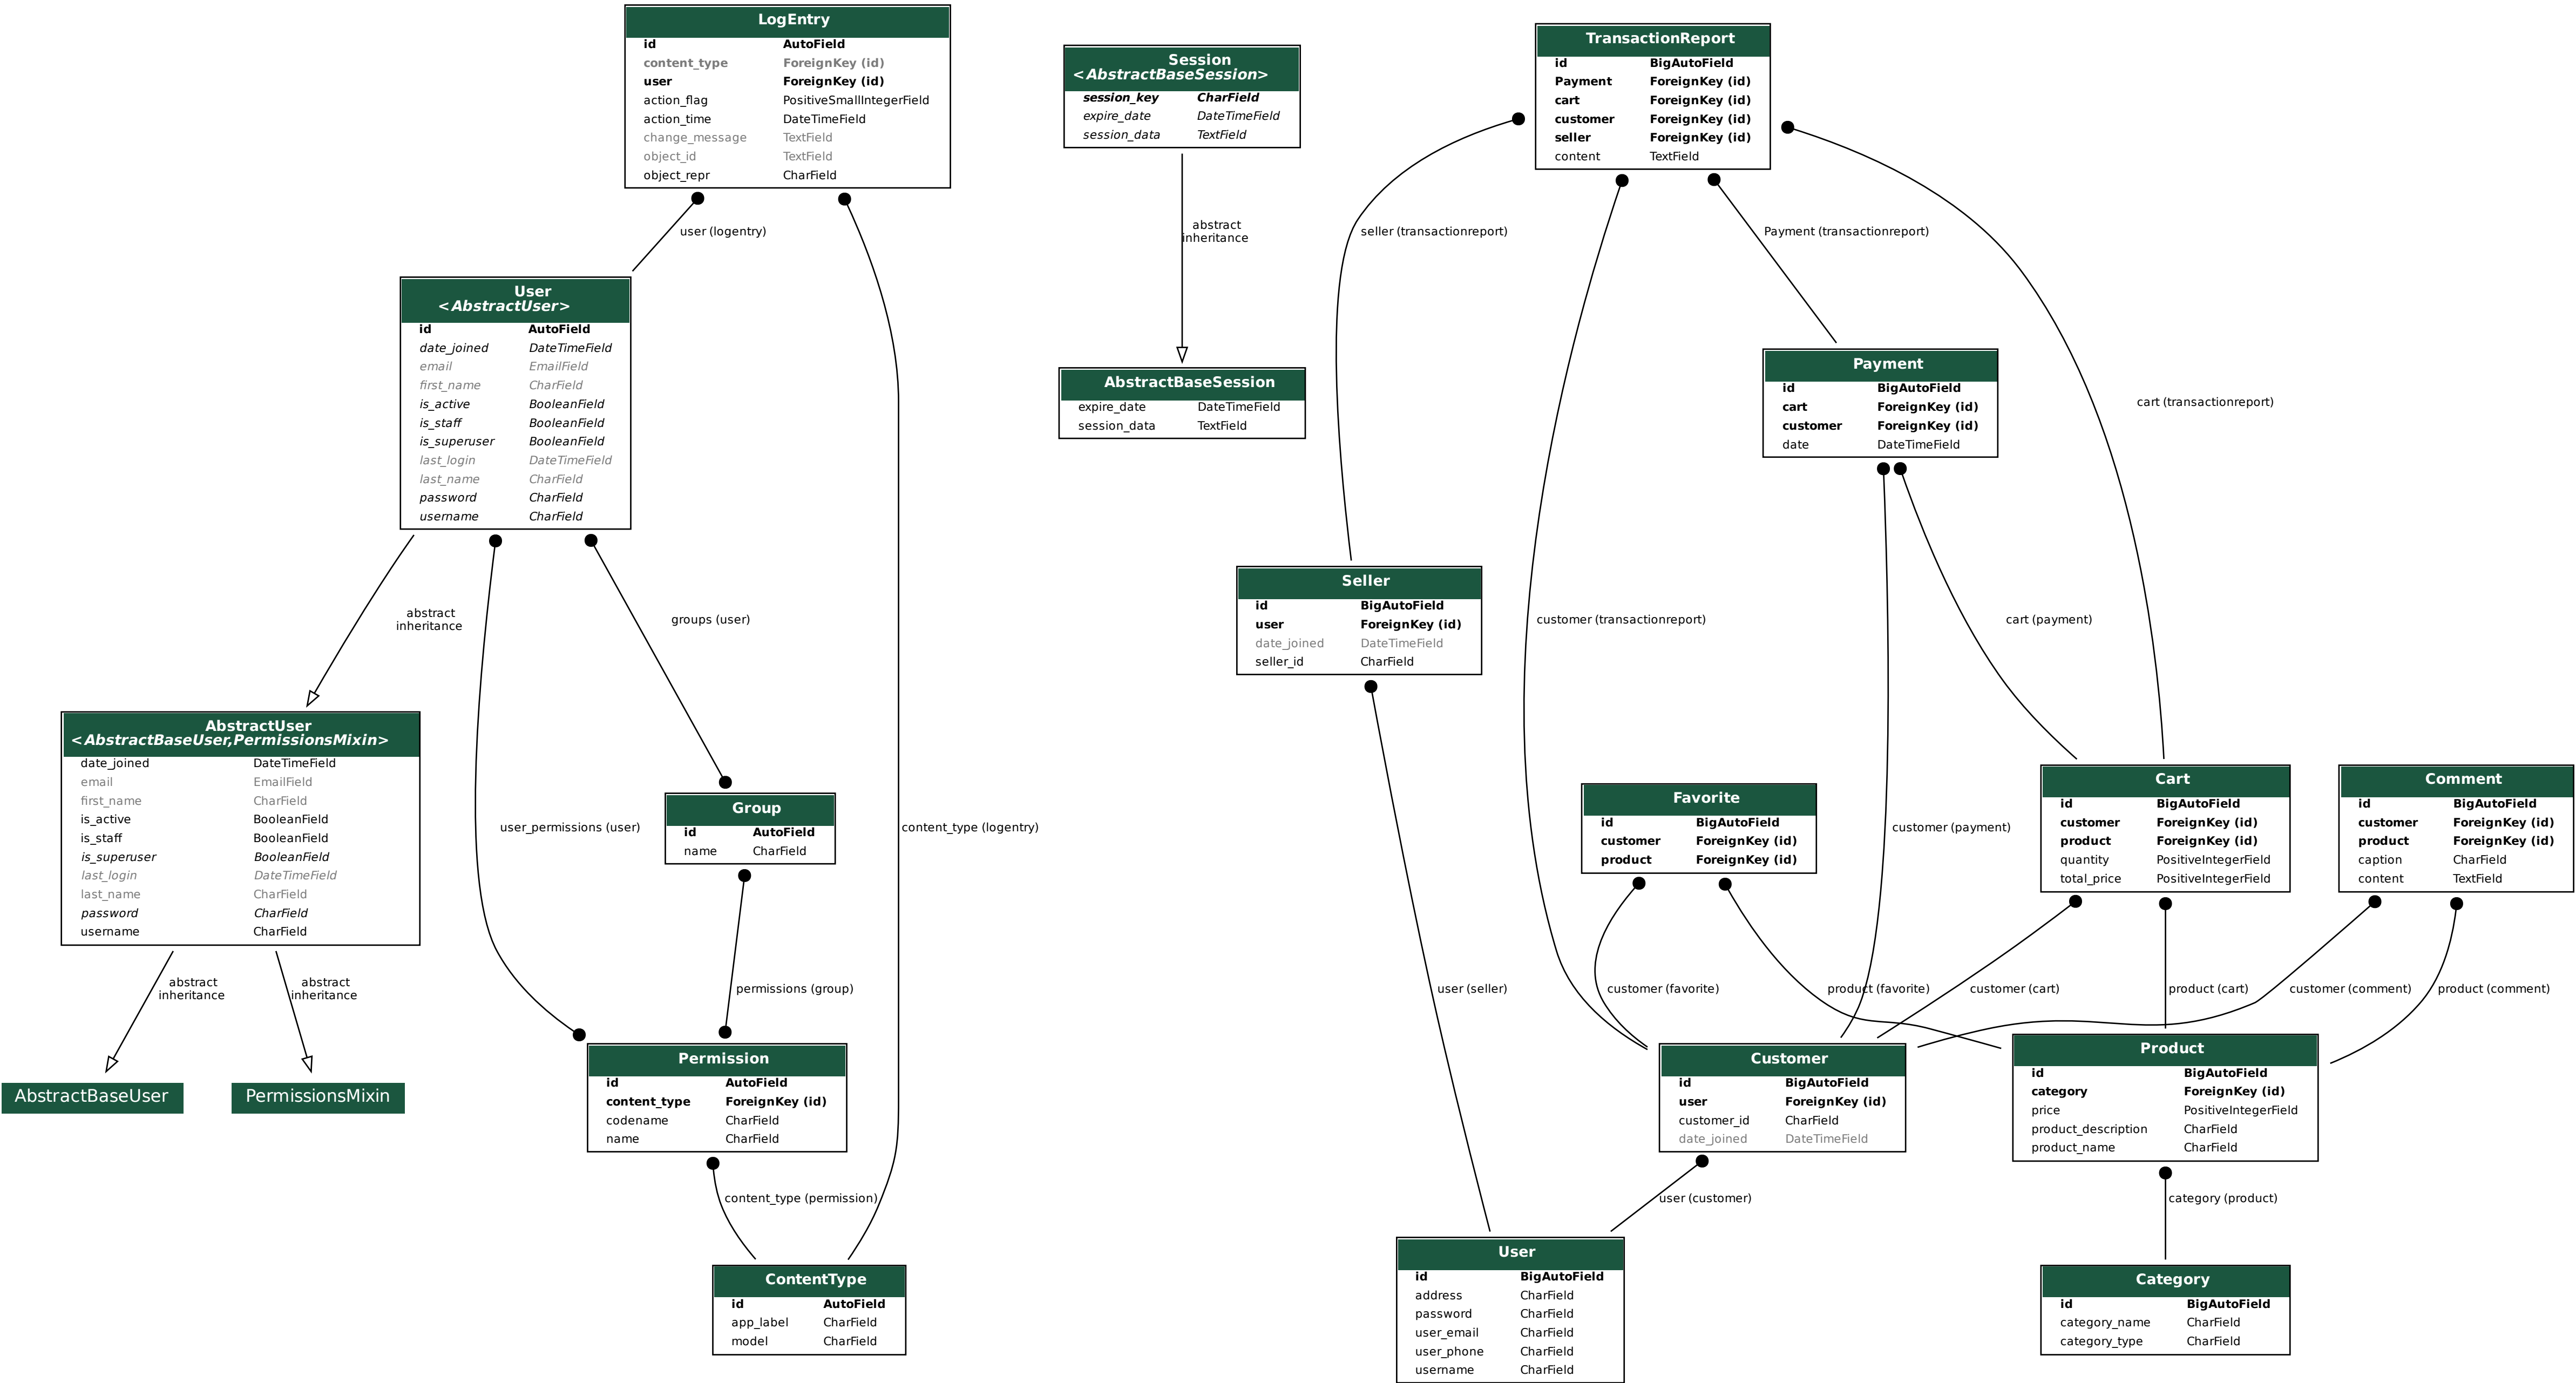 LogEntry
id AutoField
content_type ForeignKey (id)
user ForeignKey (id)
action_flag PositiveSmallIntegerField
action_time DateTimeField
change_message TextField
object_id TextField
object_repr CharField
user (logentry)
User
<AbstractUser>
id AutoField
date_joined DateTimeField
email EmailField
first_name CharField
is_active BooleanField
is_staff BooleanField
is_superuser BooleanField
last_login DateTimeField
last_name CharField
password CharField
username CharField
abstract
inheritance
groups (user)
user_permissions (user)
content_type (logentry)
AbstractUser
<AbstractBaseUser,PermissionsMixin>
date_joined DateTimeField
email EmailField
first_name CharField
is_active BooleanField
is_staff BooleanField
is_superuser BooleanField
last_login DateTimeField
last_name CharField
password CharField
username CharField
abstract
inheritance
abstract
inheritance
AbstractBaseUser
PermissionsMixin
Group
id AutoField
name CharField
permissions (group)
Permission
id AutoField
content_type ForeignKey (id)
codename CharField
name CharField
content_type (permission)
ContentType
id AutoField
app_label CharField
model CharField
Session
<AbstractBaseSession>
session_key CharField
expire_date DateTimeField
session_data TextField
abstract
inheritance
AbstractBaseSession
expire_date DateTimeField
session_data TextField
TransactionReport
id BigAutoField
Payment ForeignKey (id)
cart ForeignKey (id)
customer ForeignKey (id)
seller ForeignKey (id)
content TextField
seller (transactionreport)
Payment (transactionreport)
cart (transactionreport)
customer (transactionreport)
Payment
id BigAutoField
cart ForeignKey (id)
customer ForeignKey (id)
date DateTimeField
cart (payment)
customer (payment)
Seller
id BigAutoField
user ForeignKey (id)
date_joined DateTimeField
seller_id CharField
user (seller)
Favorite
id BigAutoField
customer ForeignKey (id)
product ForeignKey (id)
customer (favorite)
product (favorite)
Cart
id BigAutoField
customer ForeignKey (id)
product ForeignKey (id)
quantity PositiveIntegerField
total_price PositiveIntegerField
customer (cart)
product (cart)
Comment
id BigAutoField
customer ForeignKey (id)
product ForeignKey (id)
caption CharField
content TextField
customer (comment)
product (comment)
Customer
id BigAutoField
user ForeignKey (id)
customer_id CharField
date_joined DateTimeField
user (customer)
Product
id BigAutoField
category ForeignKey (id)
price PositiveIntegerField
product_description CharField
product_name CharField
category (product)
User
id BigAutoField
address CharField
password CharField
user_email CharField
user_phone CharField
username CharField
Category
id BigAutoField
category_name CharField
category_type CharField